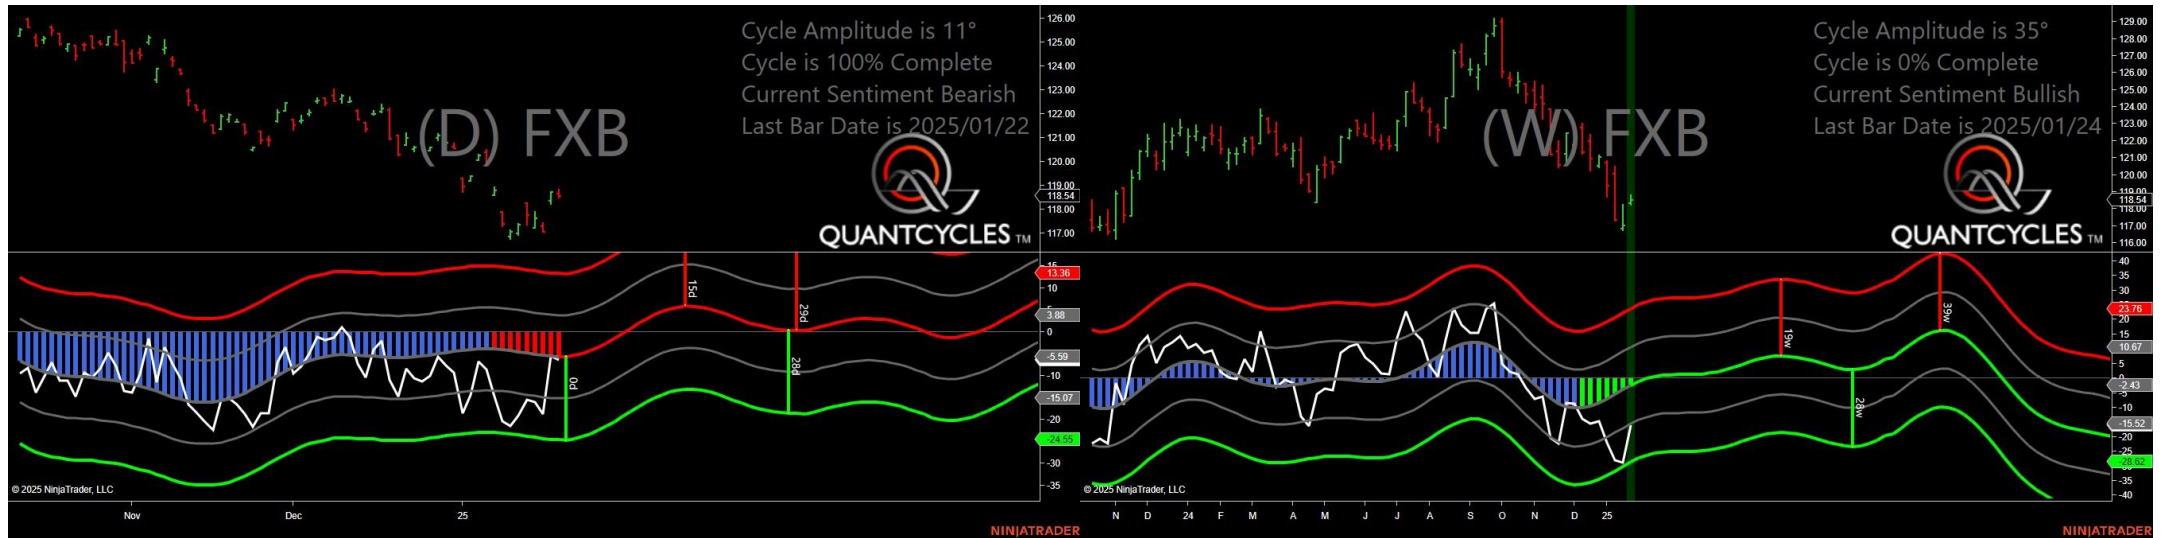 Cycle Amplitude is 11°
Cycle is 100% Complete
Current Sentiment Bearish
Last Bar Date is 2025/01/22
(D) FXB
QUANTCYCLES TM
126.00
125.00
124.00
123.00
122.00
121.00
120.00
119.00
118.54
118.00
117.00
15
13.36
10
5
3.88
0
-5.59
-10
-15.07
-20
-24.55
-30
-35
0d
15d
29d
28d
© 2025 NinjaTrader, LLC
Nov
Dec
25
NINJATRADER
Cycle Amplitude is 35°
Cycle is 0% Complete
Current Sentiment Bullish
Last Bar Date is 2025/01/24
(W) FXB
QUANTCYCLES TM
129.00
128.00
127.00
126.00
125.00
124.00
123.00
122.00
121.00
120.00
119.00
118.54
118.00
117.00
116.00
40
35
30
23.76
20
15
10.67
5
0
-2.43
-5
-10
-15.52
-20
-25
-28.62
-35
-40
19w
28w
39w
© 2025 NinjaTrader, LLC
N D 24 F M A M J J A S O N D 25
NINJATRADER